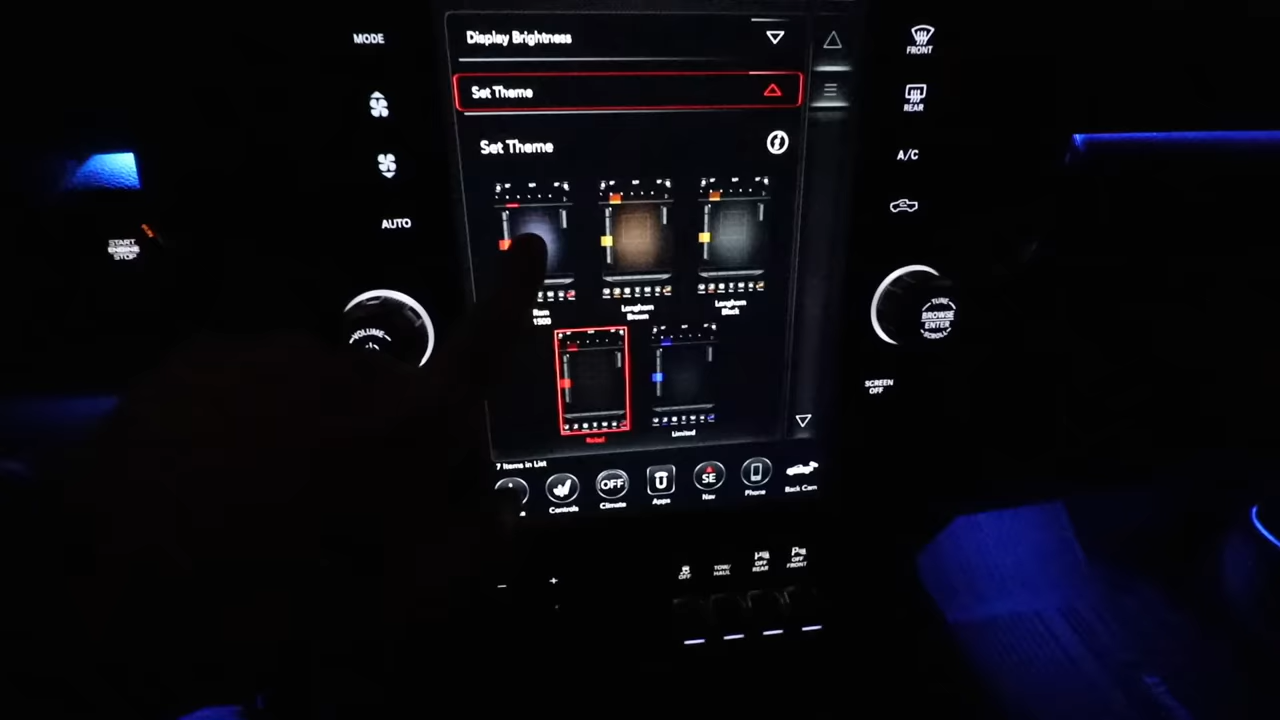 MODE
AUTO
START
ENGINE
STOP
VOLUME
Display Brightness
Set Theme
Set Theme
Ram
1500
Longhorn
Brown
Longhorn
Black
Rebel
Limited
7 Items in List
Controls
OFF
Climate
Apps
SE
Nav
Phone
Back Cam
FRONT
REAR
A/C
TUNE
BROWSE
ENTER
SCROLL
SCREEN
OFF
- +
OFF
TOW/
HAUL
OFF
REAR
OFF
FRONT